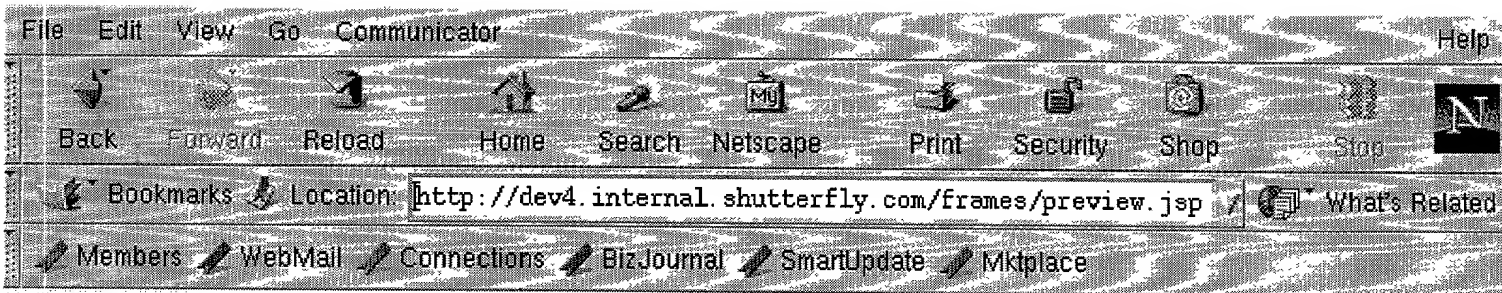 File Edit View Go Communicator Help
My N
Back Forward Reload Home Search Netscape Print Security Shop Stop
Bookmarks Location: http://dev4.internal.shutterfly.com/frames/preview.jsp What's Related
Members WebMail Connections BizJournal SmartUpdate Mktplace